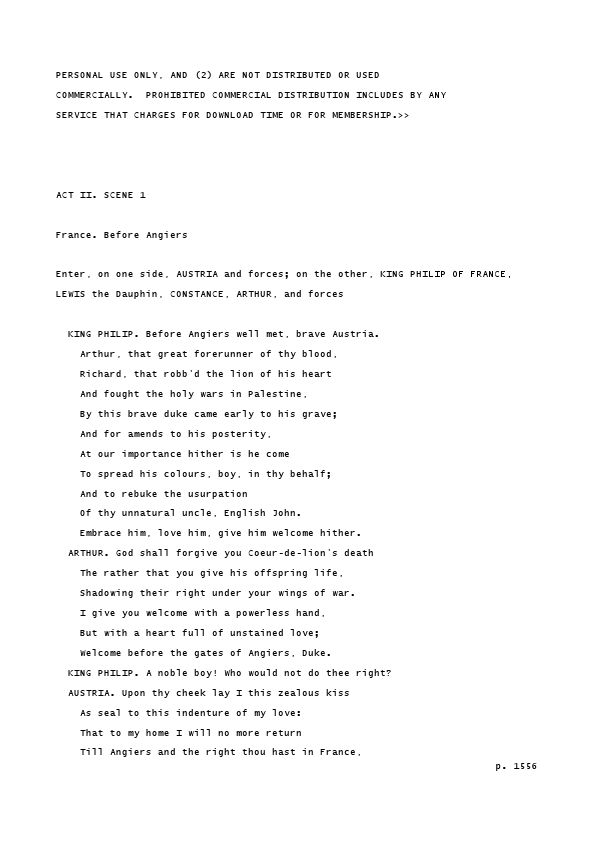 PERSONAL USE ONLY, AND (2) ARE NOT DISTRIBUTED OR USED
COMMERCIALLY.  PROHIBITED COMMERCIAL DISTRIBUTION INCLUDES BY ANY
SERVICE THAT CHARGES FOR DOWNLOAD TIME OR FOR MEMBERSHIP.>>
ACT II. SCENE 1
France. Before Angiers
Enter, on one side, AUSTRIA and forces; on the other, KING PHILIP OF FRANCE,
LEWIS the Dauphin, CONSTANCE, ARTHUR, and forces
KING PHILIP. Before Angiers well met, brave Austria.
Arthur, that great forerunner of thy blood,
Richard, that robb'd the lion of his heart
And fought the holy wars in Palestine,
By this brave duke came early to his grave;
And for amends to his posterity,
At our importance hither is he come
To spread his colours, boy, in thy behalf;
And to rebuke the usurpation
Of thy unnatural uncle, English John.
Embrace him, love him, give him welcome hither.
ARTHUR. God shall forgive you Coeur-de-lion's death
The rather that you give his offspring life,
Shadowing their right under your wings of war.
I give you welcome with a powerless hand,
But with a heart full of unstained love;
Welcome before the gates of Angiers, Duke.
KING PHILIP. A noble boy! Who would not do thee right?
AUSTRIA. Upon thy cheek lay I this zealous kiss
As seal to this indenture of my love:
That to my home I will no more return
Till Angiers and the right thou hast in France,
p. 1556